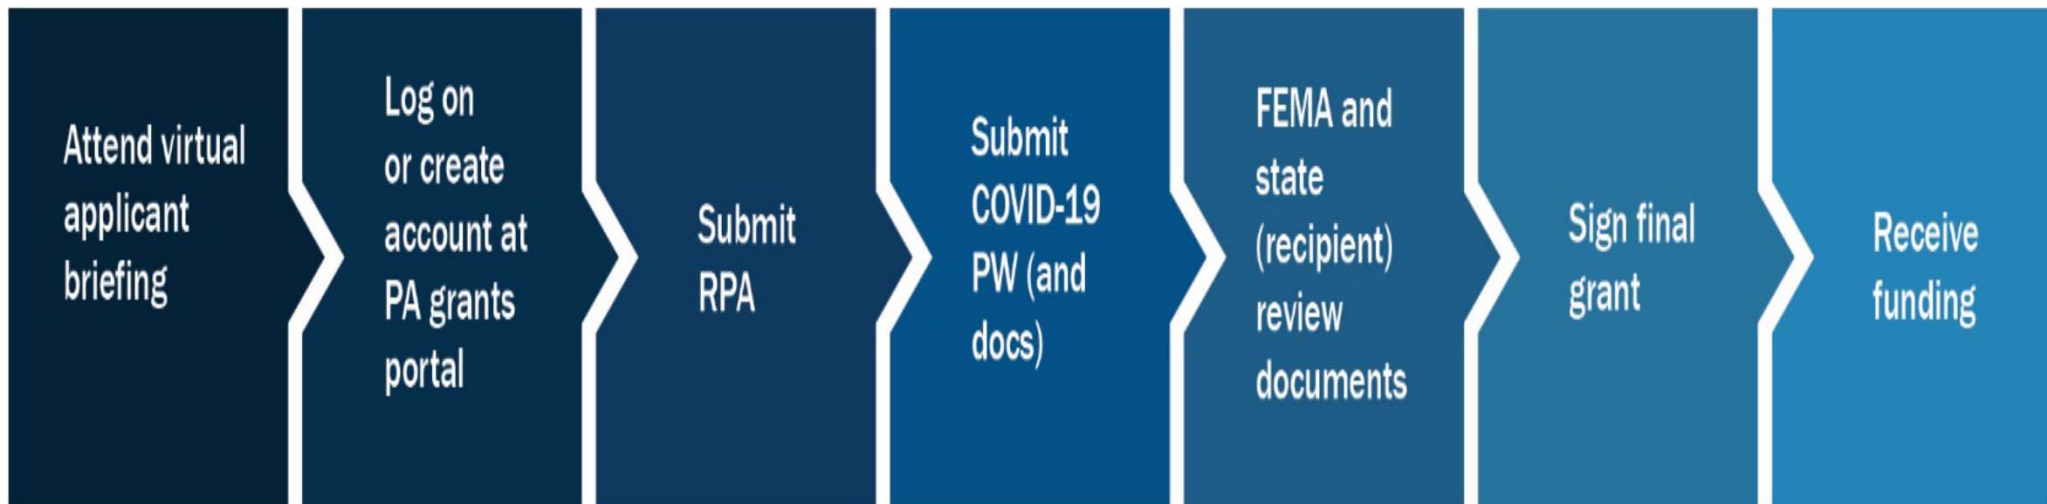 Attend virtual
applicant
briefing
Log on
or create
account at
PA grants
portal
Submit
RPA
Submit
COVID-19
PW (and
docs)
FEMA and
state
(recipient)
review
documents
Sign final
grant
Receive
funding